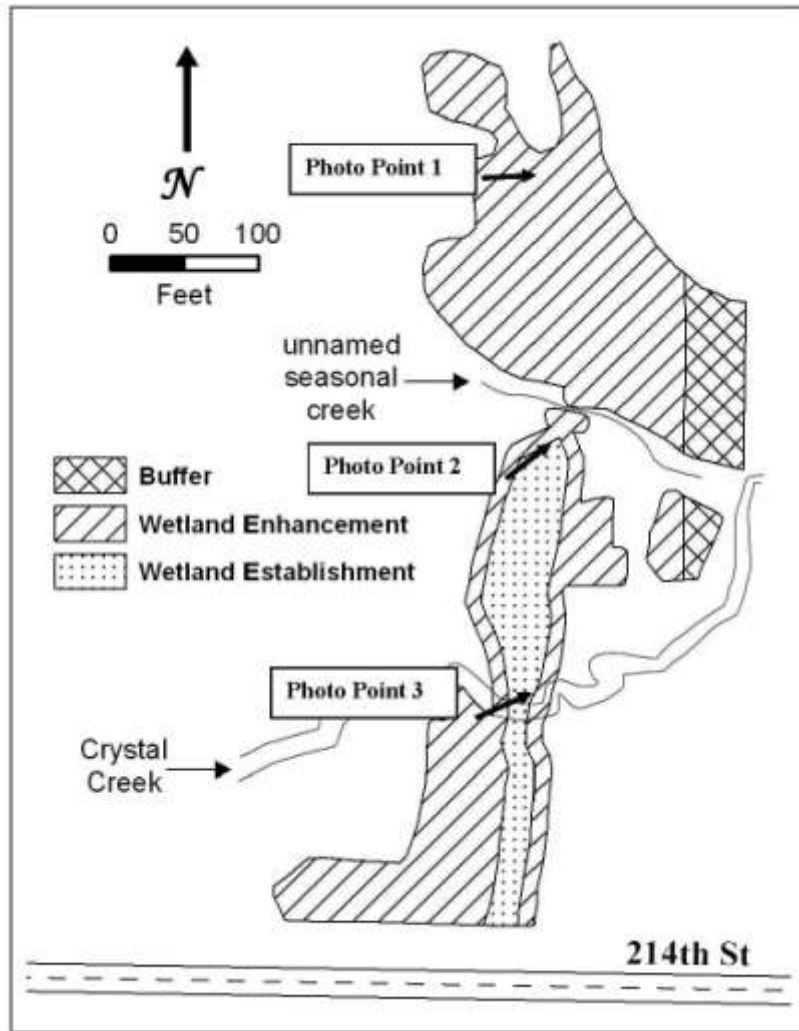 Photo Point 1
N
0 50 100
Feet
unnamed
seasonal
creek
Photo Point 2
Buffer
Wetland Enhancement
Wetland Establishment
Photo Point 3
Crystal
Creek
214th St